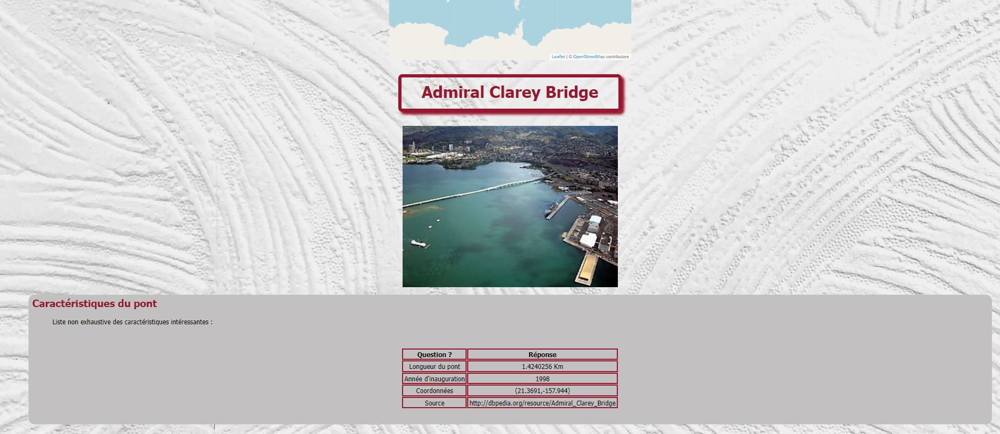 Leaflet | © OpenStreetMap contributors
Admiral Clarey Bridge
Caractéristiques du pont
Liste non exhaustive des caractéristiques intéressantes :
Question ? Réponse
Longueur du pont 1.4240256 Km
Année d'inauguration 1998
Coordonnées (21.3691,-157.944)
Source http://dbpedia.org/resource/Admiral_Clarey_Bridge